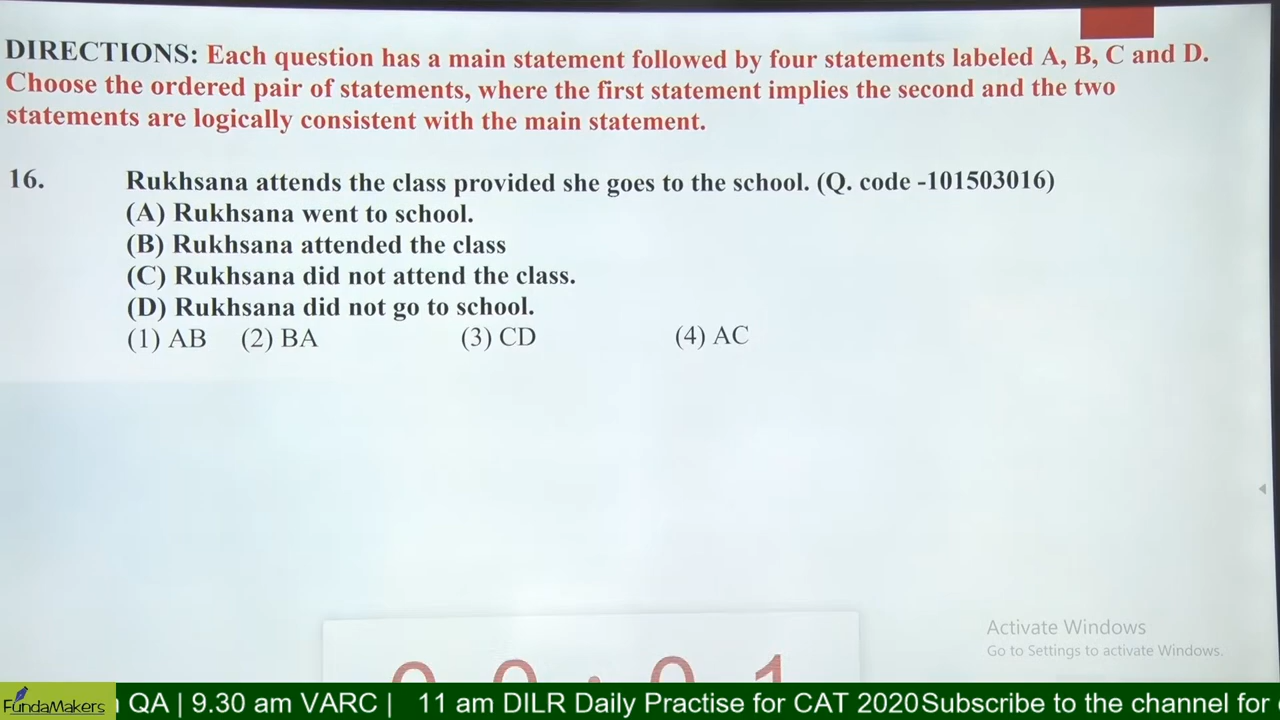 DIRECTIONS: Each question has a main statement followed by four statements labeled A, B, C and D.
Choose the ordered pair of statements, where the first statement implies the second and the two
statements are logically consistent with the main statement.
16. Rukhsana attends the class provided she goes to the school. (Q. code -101503016)
(A) Rukhsana went to school.
(B) Rukhsana attended the class
(C) Rukhsana did not attend the class.
(D) Rukhsana did not go to school.
(1) AB (2) BA (3) CD (4) AC
Activate Windows
Go to Settings to activate Windows.
FundaMakers
QA | 9.30 am VARC | 11 am DILR Daily Practise for CAT 2020Subscribe to the channel for